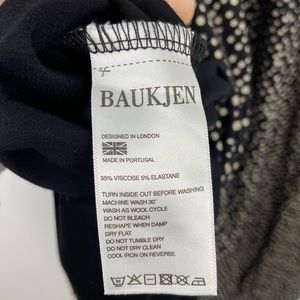 BAUKJEN
DESIGNED IN LONDON
MADE IN PORTUGAL
95% VISCOSE 5% ELASTANE
TURN INSIDE OUT BEFORE WASHING
MACHINE WASH 30°
WASH AS WOOL CYCLE
DO NOT BLEACH
RESHAPE WHEN DAMP
DRY FLAT
DO NOT TUMBLE DRY
DO NOT DRY CLEAN
COOL IRON ON REVERSE